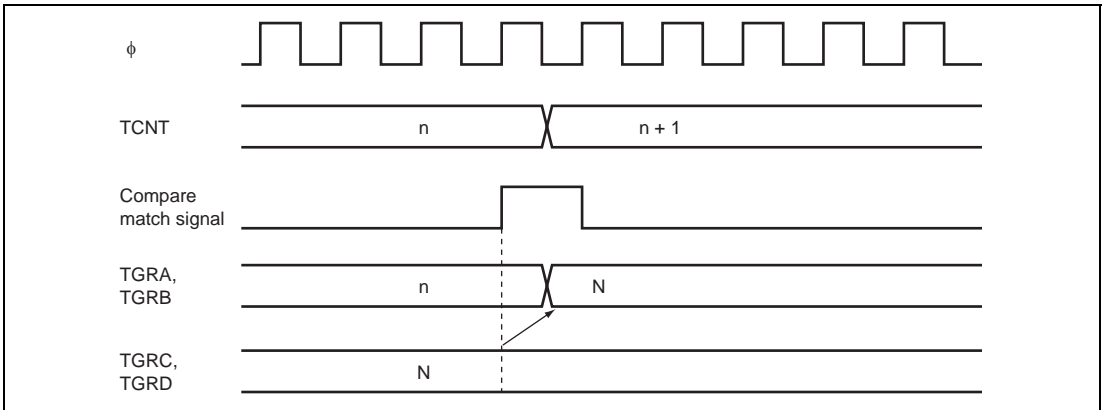 ϕ
TCNT
n
n + 1
Compare
match signal
TGRA,
TGRB
n
N
TGRC,
TGRD
N